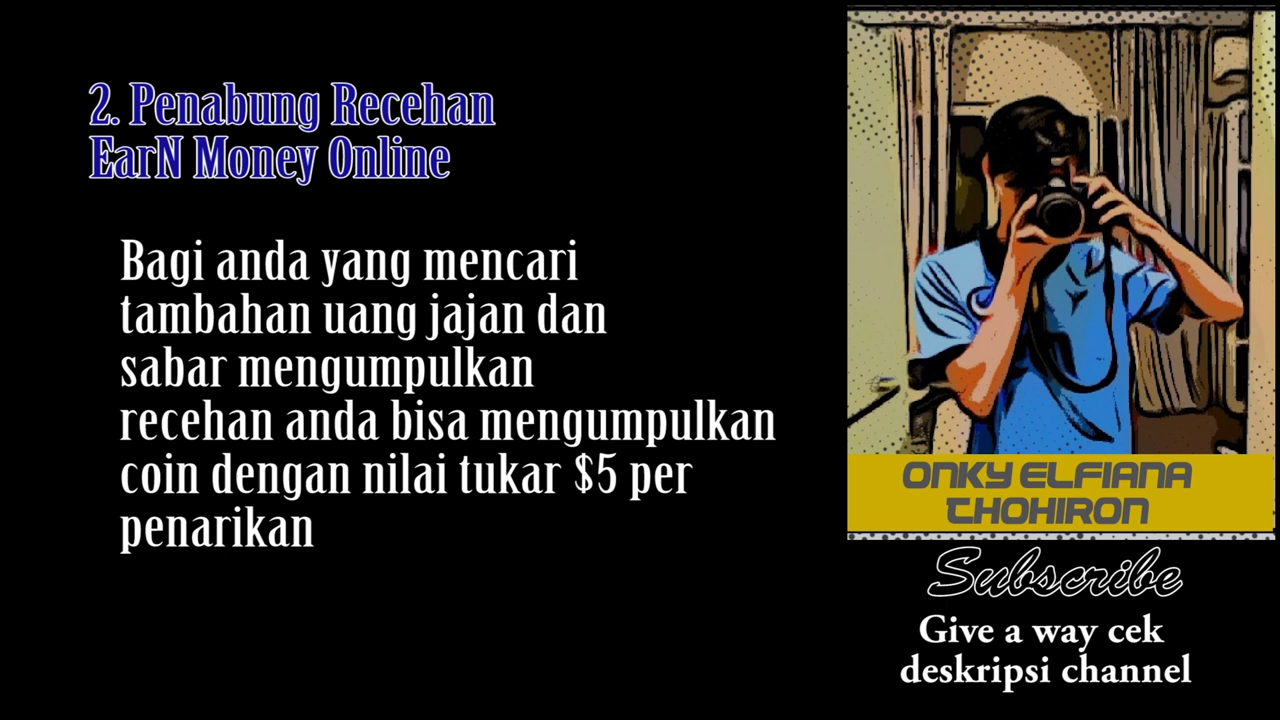 2. Penabung Recehan
EarN Money Online
Bagi anda yang mencari
tambahan uang jajan dan
sabar mengumpulkan
recehan anda bisa mengumpulkan
coin dengan nilai tukar $5 per
penarikan
ONKY ELFIANA
THOHIRON
Subscribe
Give a way cek
deskripsi channel